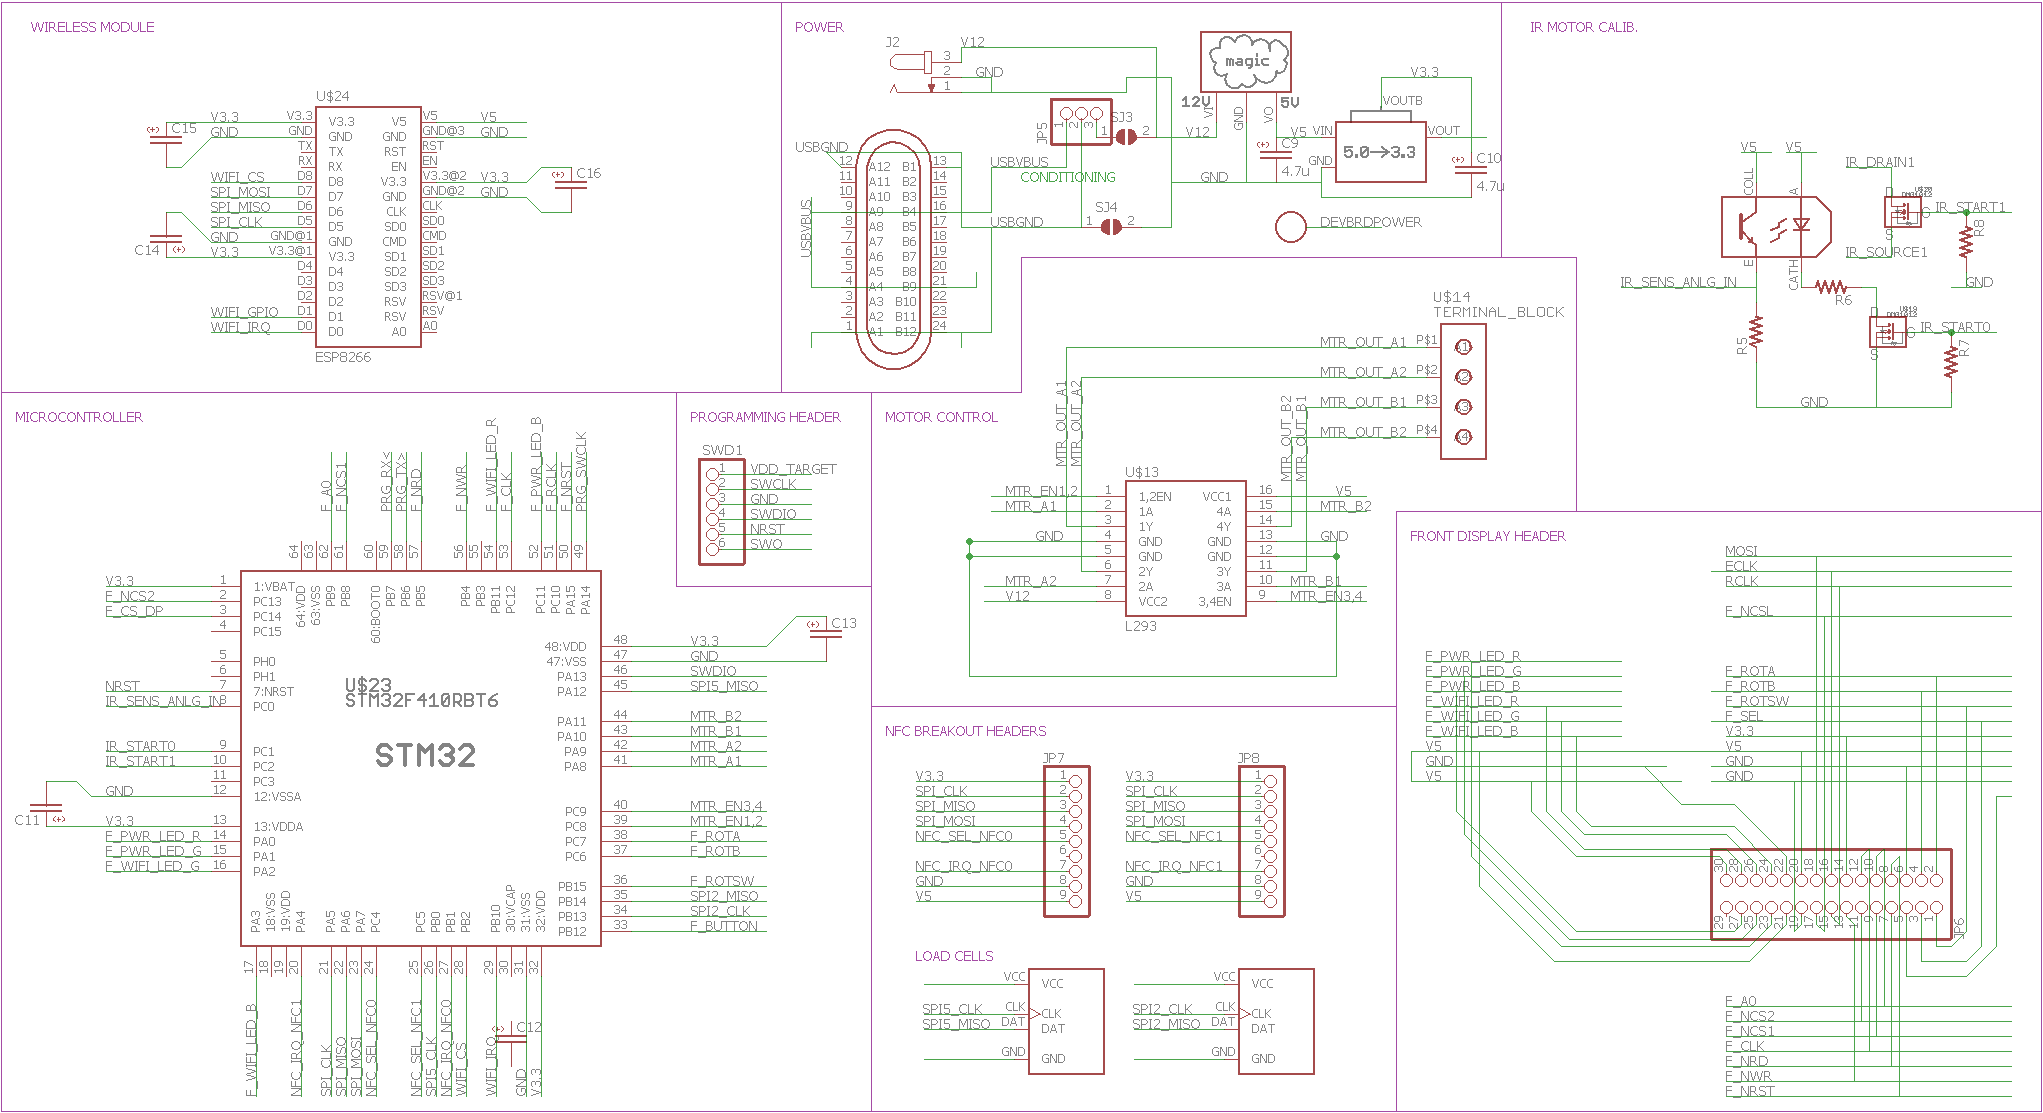 WIRELESS MODULE
U$24
V3.3
GND
C15
V3.3
GND
TX
RX
D8
D7
D6
D5
GND@1
V3.3@1
D4
D3
D2
D1
D0
WIFI_CS
SPI_MOSI
SPI_MISO
SPI_CLK
GND
V3.3
C14
WIFI_GPIO
WIFI_IRQ
V3.3 V5
GND GND
TX RST
RX EN
D8 V3.3
D7 GND
D6 CLK
D5 SD0
GND CMD
V3.3 SD1
D4 SD2
D3 SD3
D2 RSV
D1 RSV
D0 A0
V5
GND@3
RST
EN
V3.3@2
GND@2
CLK
SD0
CMD
SD1
SD2
SD3
RSV@1
RSV
A0
V5
GND
V3.3
GND
C16
ESP8266
POWER
J2
V12
3
2
1
GND
JP5
1
2
3
SJ3
1 2
V12
magic
12V
5V
VI
GND
VO
V5
C9
4.7u
V3.3
VOUTB
VIN
VOUT
GND
5.0->3.3
C10
4.7u
USBGND
USBVBUS
CONDITIONING
GND
USBGND
SJ4
1 2
DEVBRDPOWER
USBVBUS
12 A12 B1 13
11 A11 B2 14
10 A10 B3 15
9 A9 B4 16
8 A8 B5 17
7 A7 B6 18
6 A6 B7 19
5 A5 B8 20
4 A4 B9 21
3 A3 B10 22
2 A2 B11 23
1 A1 B12 24
IR MOTOR CALIB.
V5
V5
COLL
A
E
CATH
IR_DRAIN1
D
G
S
IR_START1
R8
IR_SOURCE1
GND
IR_SENS_ANLG_IN
R6
D
G
S
IR_START0
R5
R7
GND
MICROCONTROLLER
F_A0
F_NCS1
PRG_RX<
PRG_TX>
F_NRD
F_NWR
F_WIFI_LED_R
F_CLK
F_PWR_LED_B
F_RCLK
F_NRST
PRG_SWCLK
64
63
62
61
60
59
58
57
56
55
54
53
52
51
50
49
64:VDD
63:VSS
PB9
PB8
60:BOOT0
PB7
PB6
PB5
PB4
PB3
PB11
PC12
PC11
PC10
PA15
PA14
V3.3 1 1:VBAT
F_NCS2 2 PC13
F_CS_DP 3 PC14
4 PC15
5 PH0
6 PH1
NRST 7 7:NRST
IR_SENS_ANLG_IN 8 PC0
IR_START0 9 PC1
IR_START1 10 PC2
11 PC3
GND 12 12:VSSA
C11
V3.3 13 13:VDDA
F_PWR_LED_R 14 PA0
F_PWR_LED_G 15 PA1
F_WIFI_LED_G 16 PA2
U$23
STM32F410RBT6
STM32
48:VDD 48 V3.3
47:VSS 47 GND
C13
PA13 46 SWDIO
PA12 45 SPI5_MISO
PA11 44 MTR_B2
PA10 43 MTR_B1
PA9 42 MTR_A2
PA8 41 MTR_A1
PC9 40 MTR_EN3,4
PC8 39 MTR_EN1,2
PC7 38 F_ROTA
PC6 37 F_ROTB
PB15 36 F_ROTSW
PB14 35 SPI2_MISO
PB13 34 SPI2_CLK
PB12 33 F_BUTTON
PA3
18:VSS
19:VDD
PA4
PA5
PA6
PA7
PC4
PC5
PB0
PB1
PB2
PB10
30:VCAP
31:VSS
32:VDD
17
18
19
20
21
22
23
24
25
26
27
28
29
30
31
32
F_WIFI_LED_B
NFC_IRQ_NFC1
SPI_CLK
SPI_MISO
SPI_MOSI
NFC_SEL_NFC0
NFC_SEL_NFC1
SPI5_CLK
NFC_IRQ_NFC0
WIFI_CS
WIFI_IRQ
C12
GND
V3.3
PROGRAMMING HEADER
SWD1
1 VDD_TARGET
2 SWCLK
3 GND
4 SWDIO
5 NRST
6 SWO
MOTOR CONTROL
U$14
TERMINAL_BLOCK
MTR_OUT_A1 P$1 A1
MTR_OUT_A2 P$2 A2
MTR_OUT_B1 P$3 A3
MTR_OUT_B2 P$4 A4
MTR_OUT_A1
MTR_OUT_A2
MTR_OUT_B2
MTR_OUT_B1
U$13
MTR_EN1,2 1 1,2EN VCC1 16 V5
MTR_A1 2 1A 4A 15 MTR_B2
3 1Y 4Y 14
GND 4 GND GND 13 GND
5 GND GND 12
6 2Y 3Y 11
MTR_A2 7 2A 3A 10 MTR_B1
V12 8 VCC2 3,4EN 9 MTR_EN3,4
L293
NFC BREAKOUT HEADERS
JP7
V3.3 1
SPI_CLK 2
SPI_MISO 3
SPI_MOSI 4
NFC_SEL_NFC0 5
6
NFC_IRQ_NFC0 7
GND 8
V5 9
JP8
V3.3 1
SPI_CLK 2
SPI_MISO 3
SPI_MOSI 4
NFC_SEL_NFC1 5
6
NFC_IRQ_NFC1 7
GND 8
V5 9
LOAD CELLS
VCC VCC
SPI5_CLK CLK CLK
SPI5_MISO DAT DAT
GND GND
VCC VCC
SPI2_CLK CLK CLK
SPI2_MISO DAT DAT
GND GND
FRONT DISPLAY HEADER
MOSI
ECLK
RCLK
F_NCSL
F_PWR_LED_R
F_PWR_LED_G
F_PWR_LED_B
F_WIFI_LED_R
F_WIFI_LED_G
F_WIFI_LED_B
V5
GND
V5
F_ROTA
F_ROTB
F_ROTSW
F_SEL
V3.3
V5
GND
GND
30 28 26 24 22 20 18 16 14 12 10 8 6 4 2
29 27 25 23 21 19 17 15 13 11 9 7 5 3 1
JP6
F_A0
F_NCS2
F_NCS1
F_CLK
F_NRD
F_NWR
F_NRST